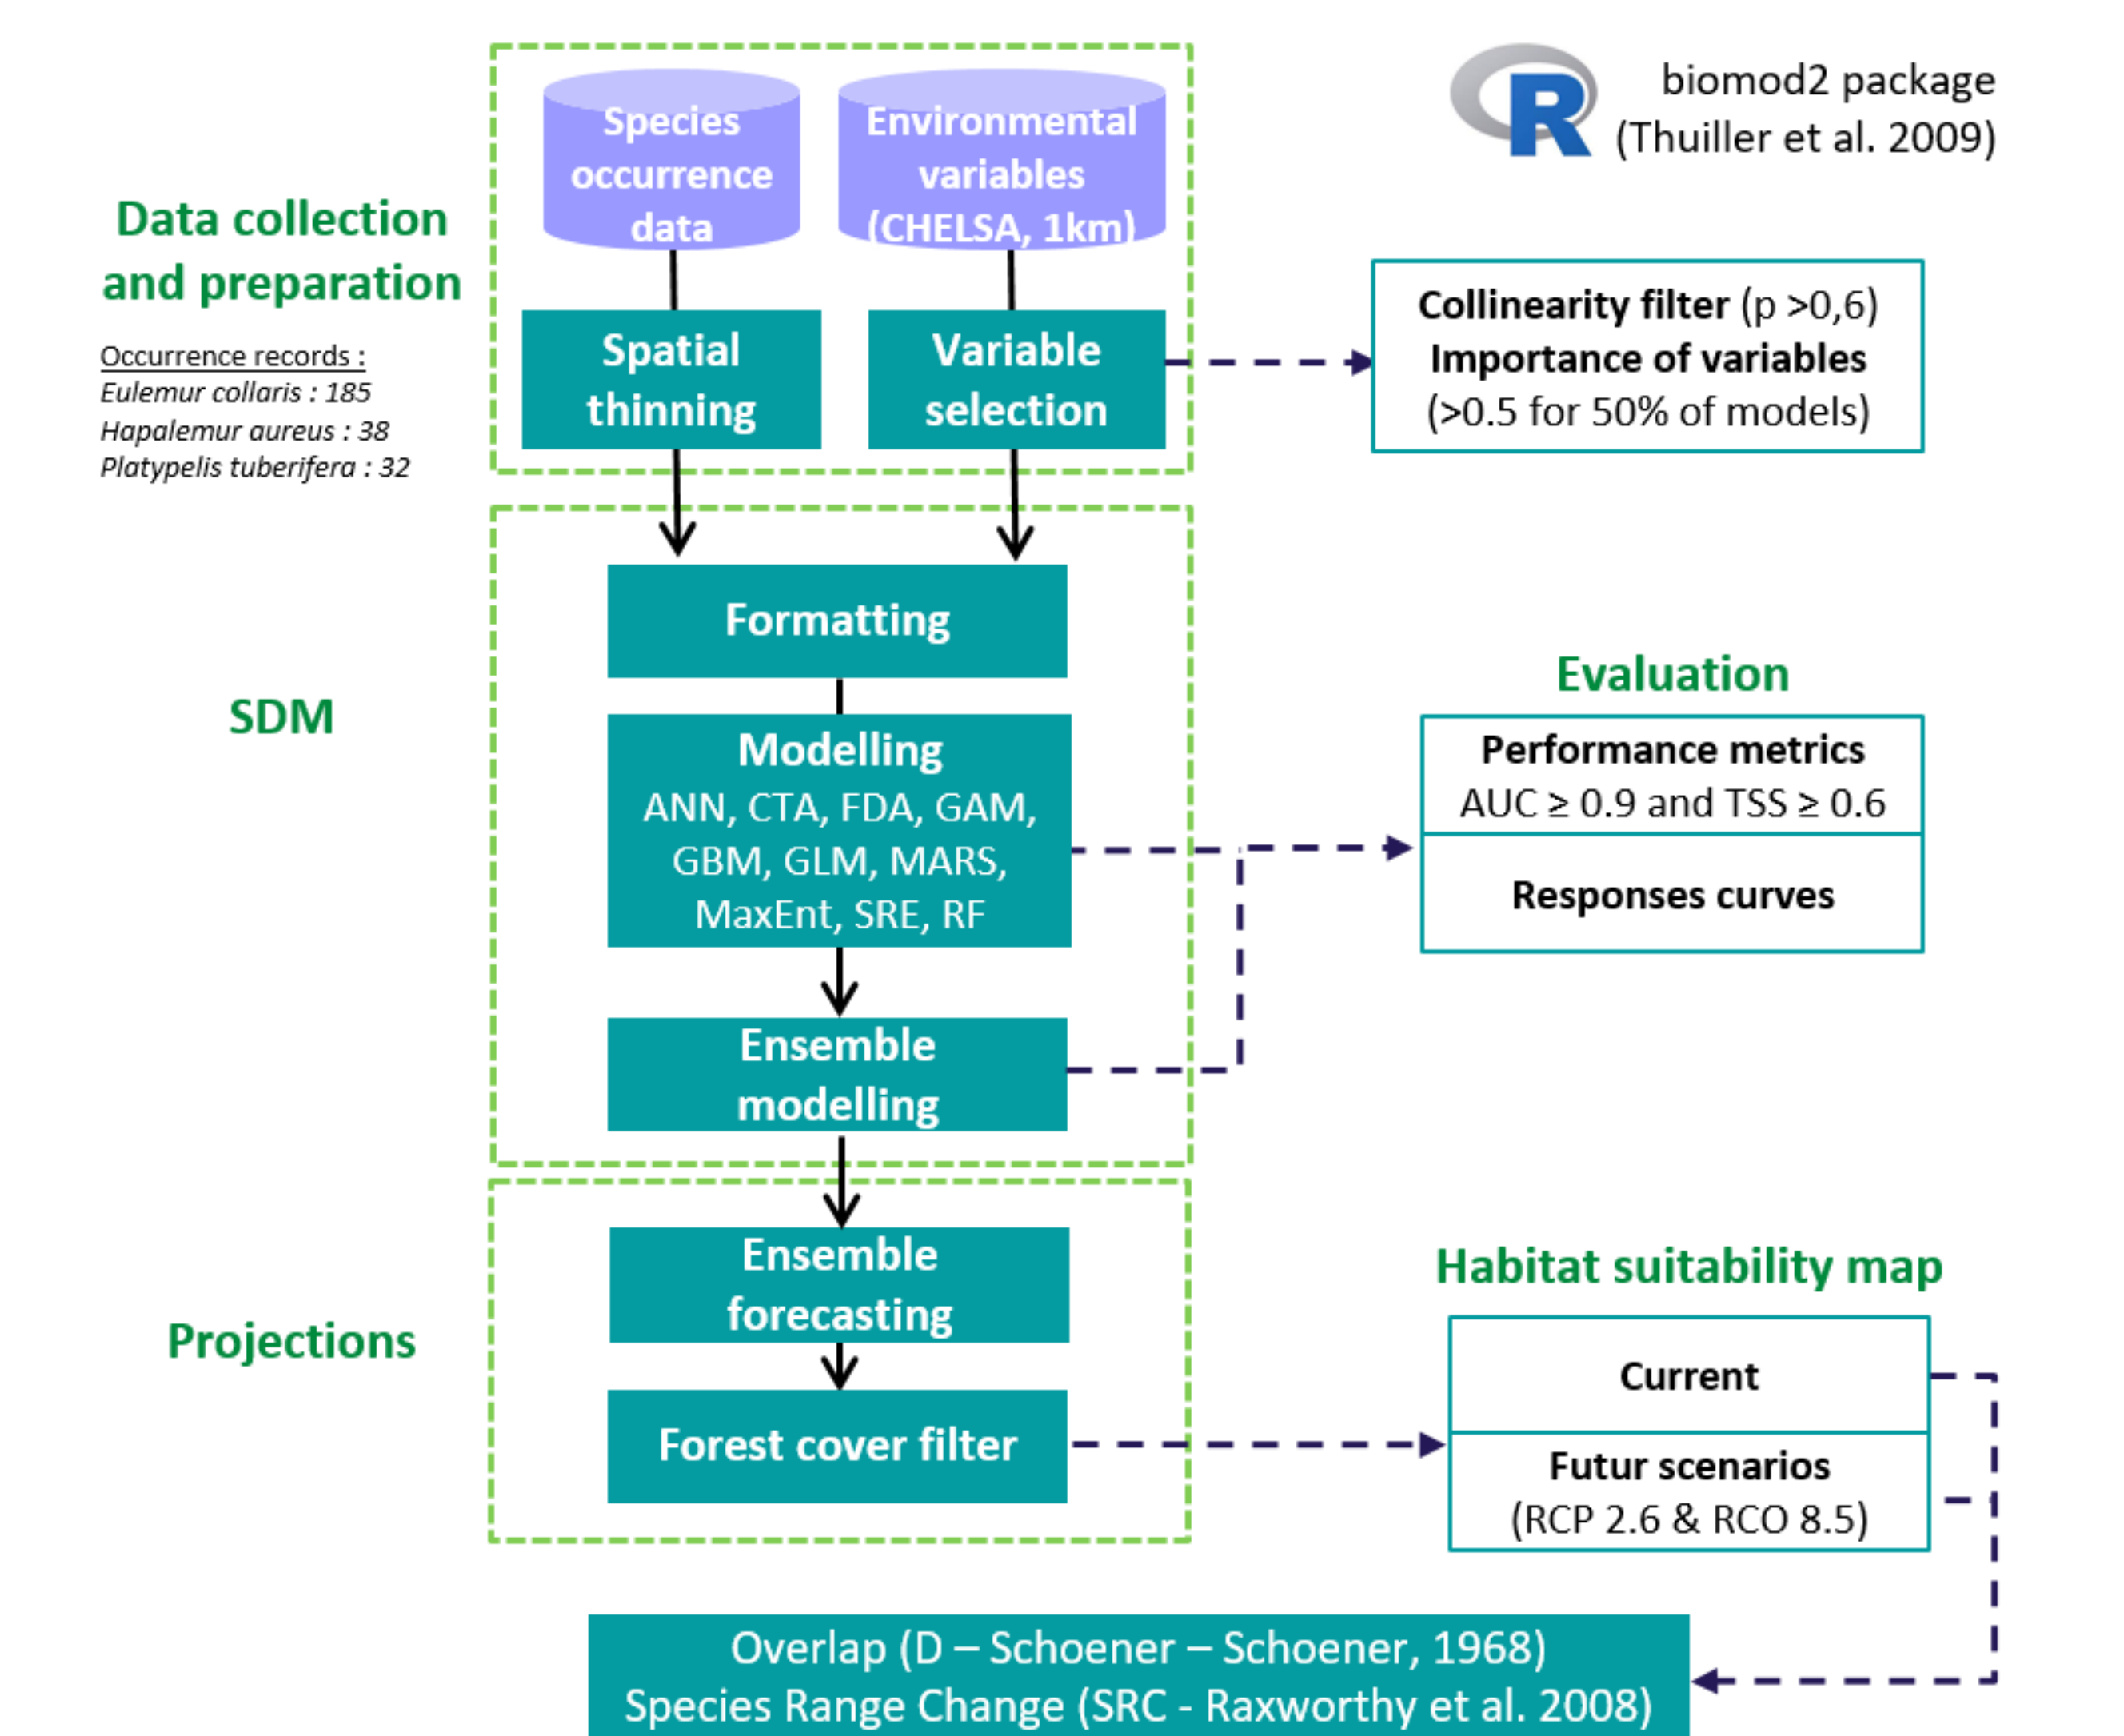 R
biomod2 package
(Thuiller et al. 2009)
Data collection
and preparation
Occurrence records :
Eulemur collaris : 185
Hapalemur aureus : 38
Platypelis tuberifera : 32
Species
occurrence
data
Environmental
variables
(CHELSA, 1km)
Spatial
thinning
Variable
selection
Collinearity filter (p >0,6)
Importance of variables
(>0.5 for 50% of models)
SDM
Formatting
Modelling
ANN, CTA, FDA, GAM,
GBM, GLM, MARS,
MaxEnt, SRE, RF
Ensemble
modelling
Evaluation
Performance metrics
AUC ≥ 0.9 and TSS ≥ 0.6
Responses curves
Projections
Ensemble
forecasting
Forest cover filter
Habitat suitability map
Current
Futur scenarios
(RCP 2.6 & RCO 8.5)
Overlap (D – Schoener – Schoener, 1968)
Species Range Change (SRC - Raxworthy et al. 2008)